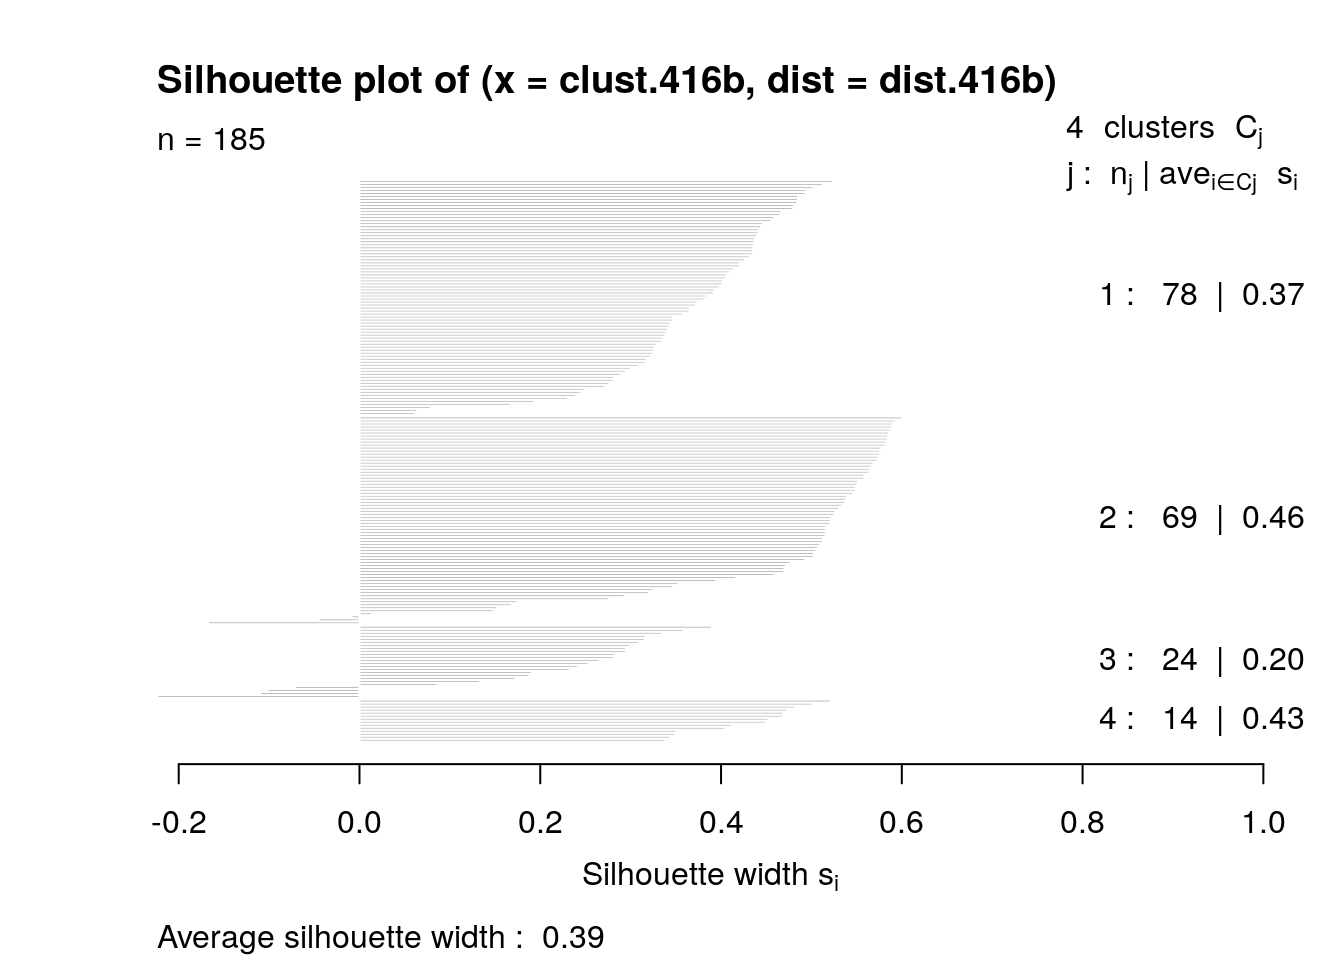 Silhouette plot of (x = clust.416b, dist = dist.416b)
n = 185
4 clusters Cj
j : nj | avei∈Cj si
1 : 78 | 0.37
2 : 69 | 0.46
3 : 24 | 0.20
4 : 14 | 0.43
-0.2 0.0 0.2 0.4 0.6 0.8 1.0
Silhouette width si
Average silhouette width : 0.39